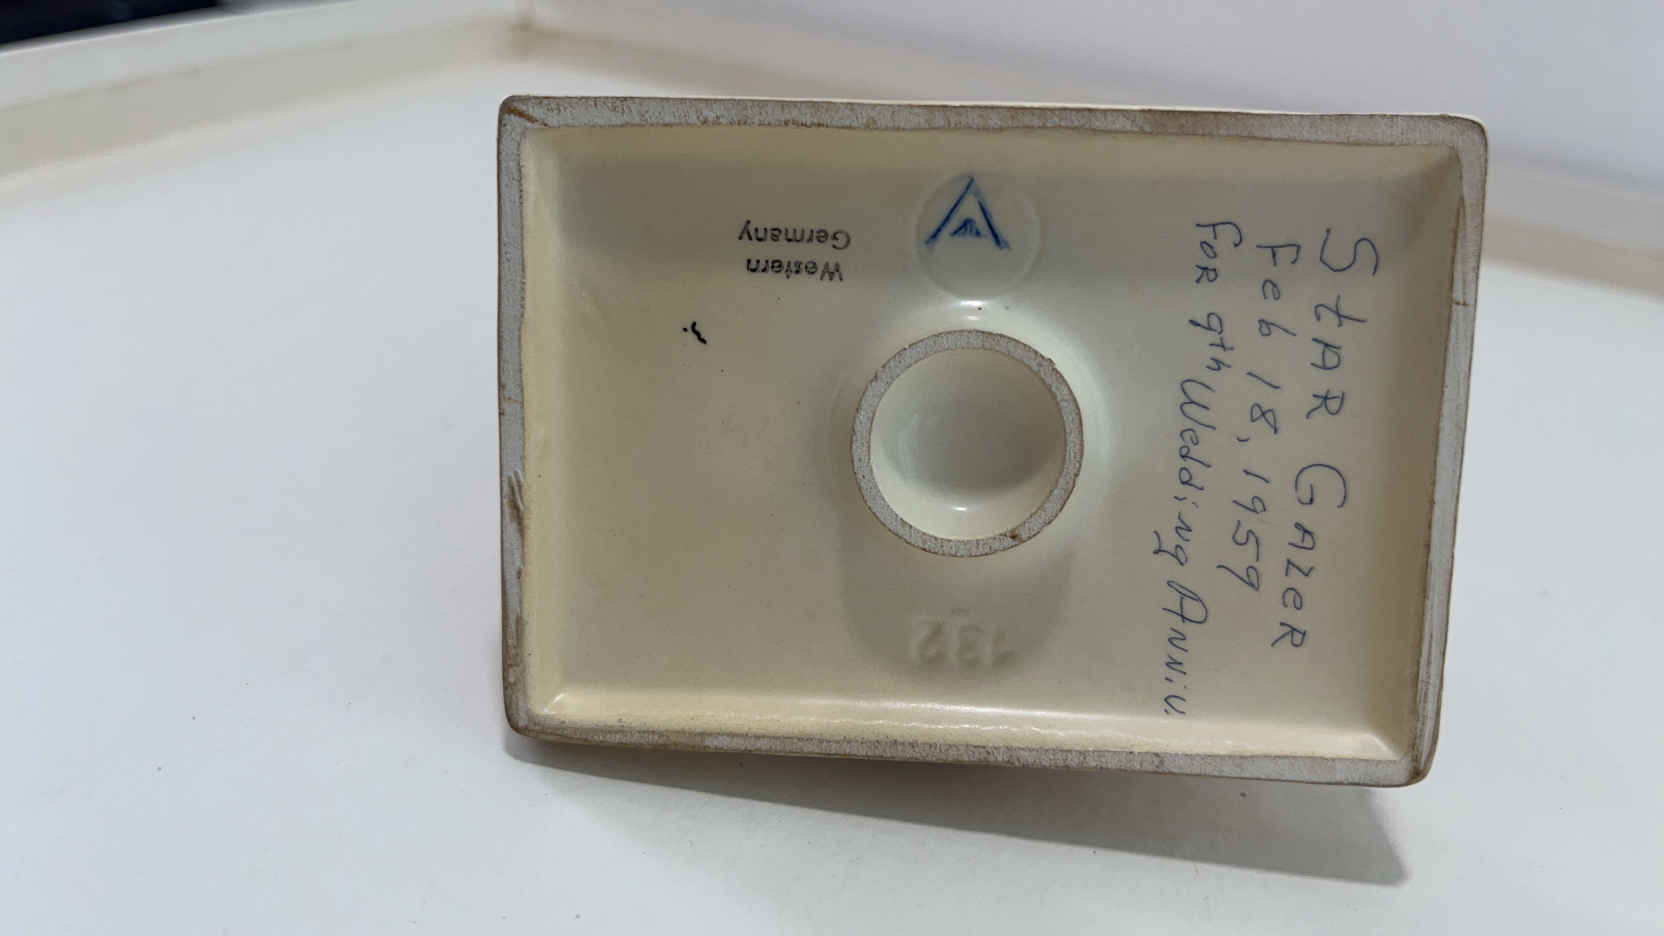 StAR GAZeR
Feb 18, 1959
FoR 9th Wedding ANNiv.
Western
Germany
132